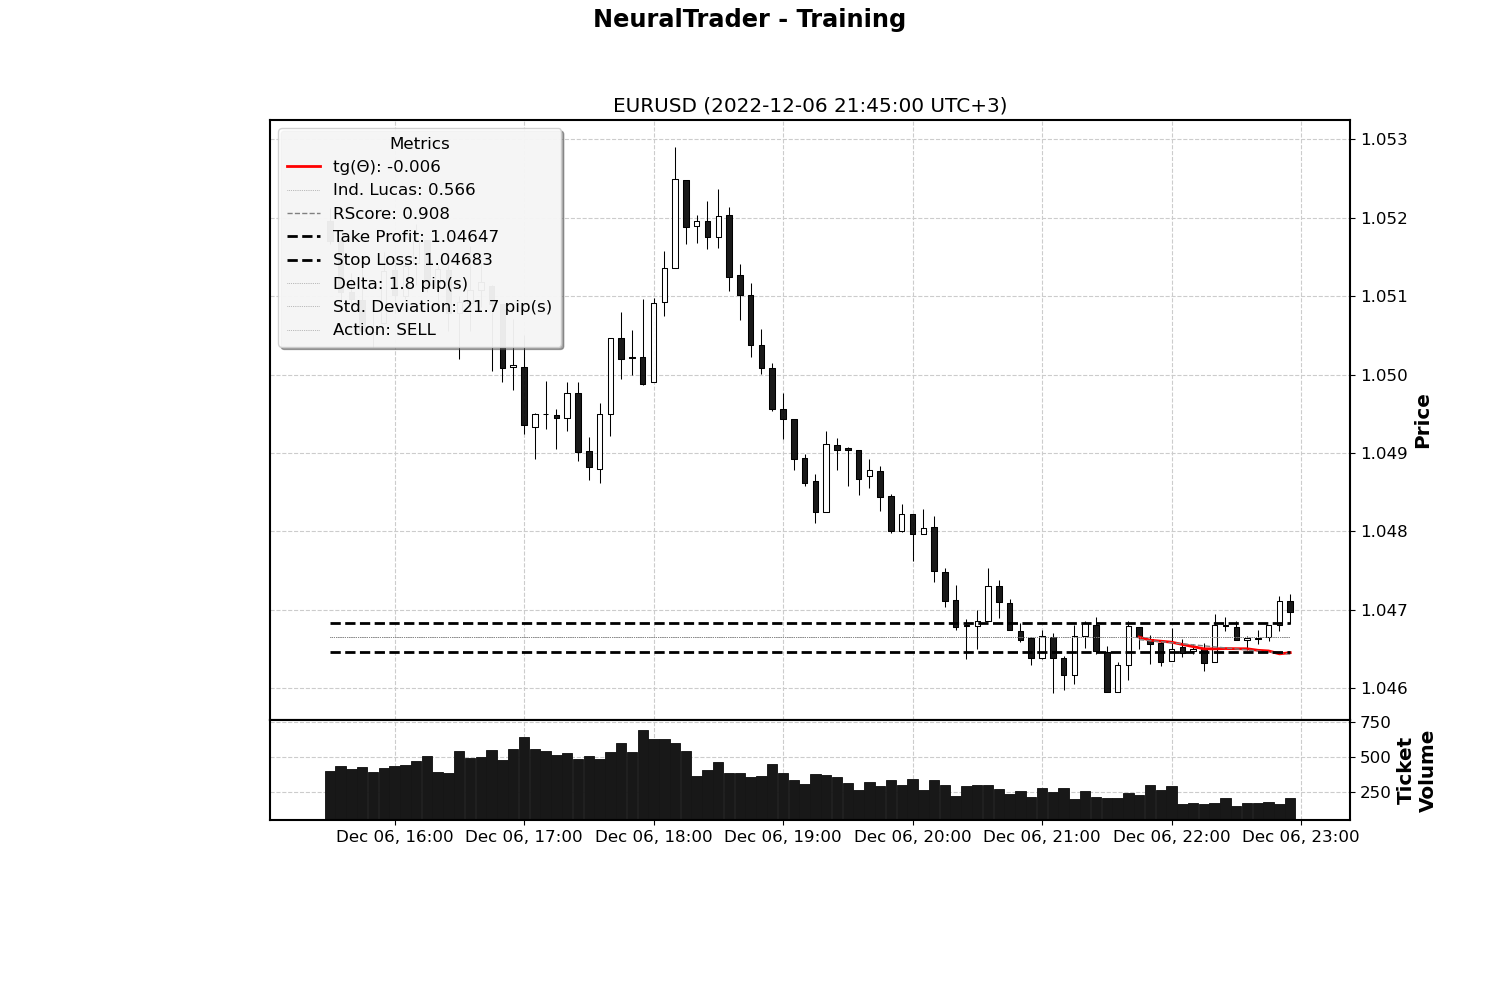 NeuralTrader - Training
EURUSD (2022-12-06 21:45:00 UTC+3)
Metrics
tg(Θ): -0.006
Ind. Lucas: 0.566
RScore: 0.908
Take Profit: 1.04647
Stop Loss: 1.04683
Delta: 1.8 pip(s)
Std. Deviation: 21.7 pip(s)
Action: SELL
1.053
1.052
1.051
1.050
1.049
1.048
1.047
1.046
Price
750
500
250
Ticket
Volume
Dec 06, 16:00
Dec 06, 17:00
Dec 06, 18:00
Dec 06, 19:00
Dec 06, 20:00
Dec 06, 21:00
Dec 06, 22:00
Dec 06, 23:00